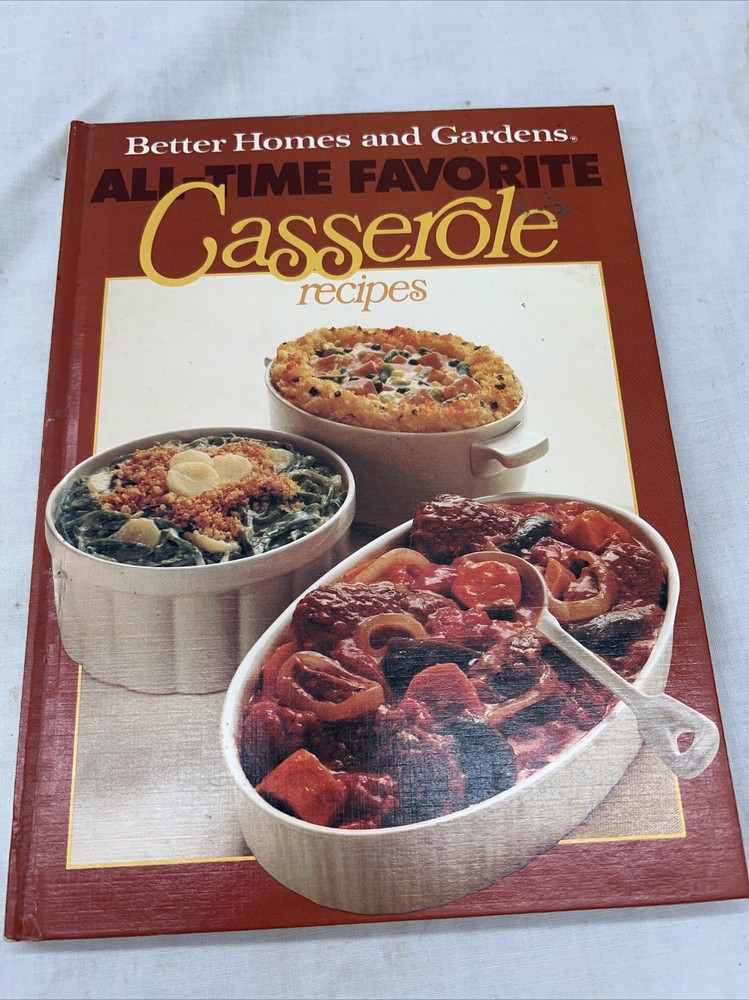 Better Homes and Gardens®
ALL-TIME FAVORITE
Casserole
recipes